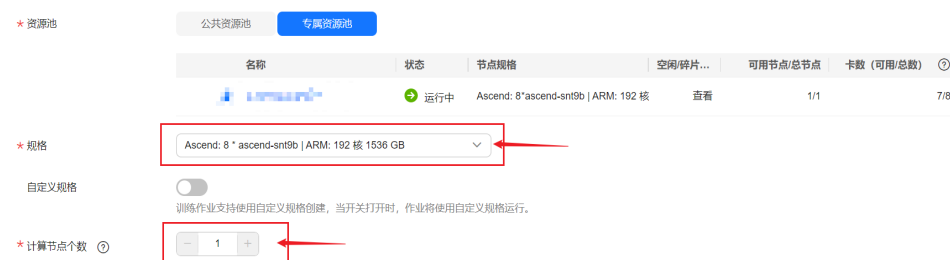 * 资源池 公共资源池 专属资源池
名称 状态 节点规格 空闲/碎片... 可用节点/总节点 卡数（可用/总数） ?
运行中 Ascend: 8*ascend-snt9b | ARM: 192 核 查看 1/1 7/8
* 规格 Ascend: 8 * ascend-snt9b | ARM: 192 核 1536 GB
自定义规格
训练作业支持使用自定义规格创建，当开关打开时，作业将使用自定义规格运行。
* 计算节点个数 ? − 1 +